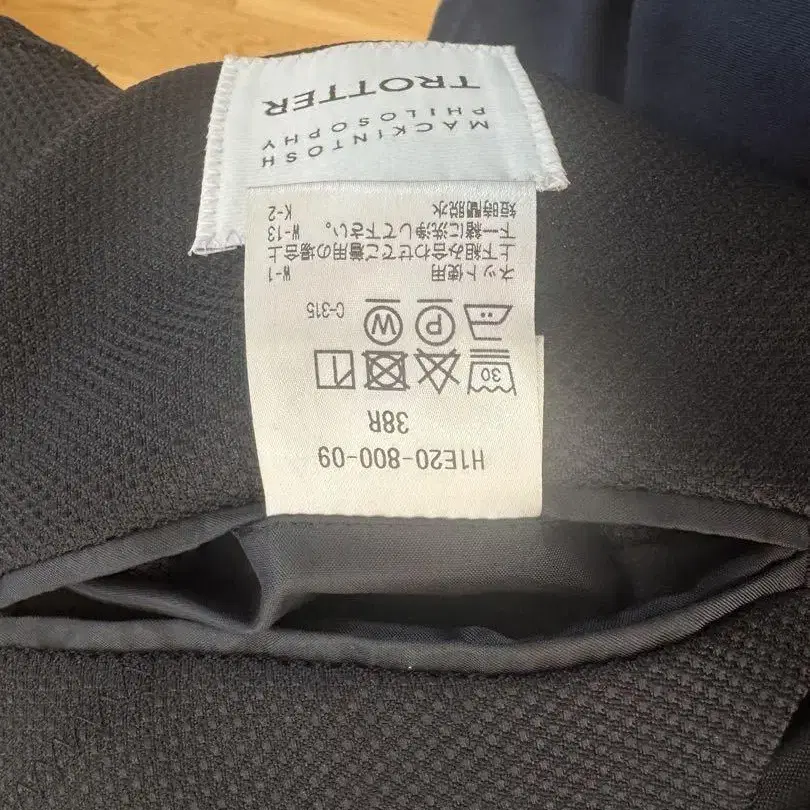 MACKINTOSH
PHILOSOPHY
TROTTER
H1E20-800-09
38R
30
P W C-315
ネット使用 W-1
上下組み合わせてご着用の場合上
下一緒に洗浄して下さい。 W-13
短時間脱水 K-2